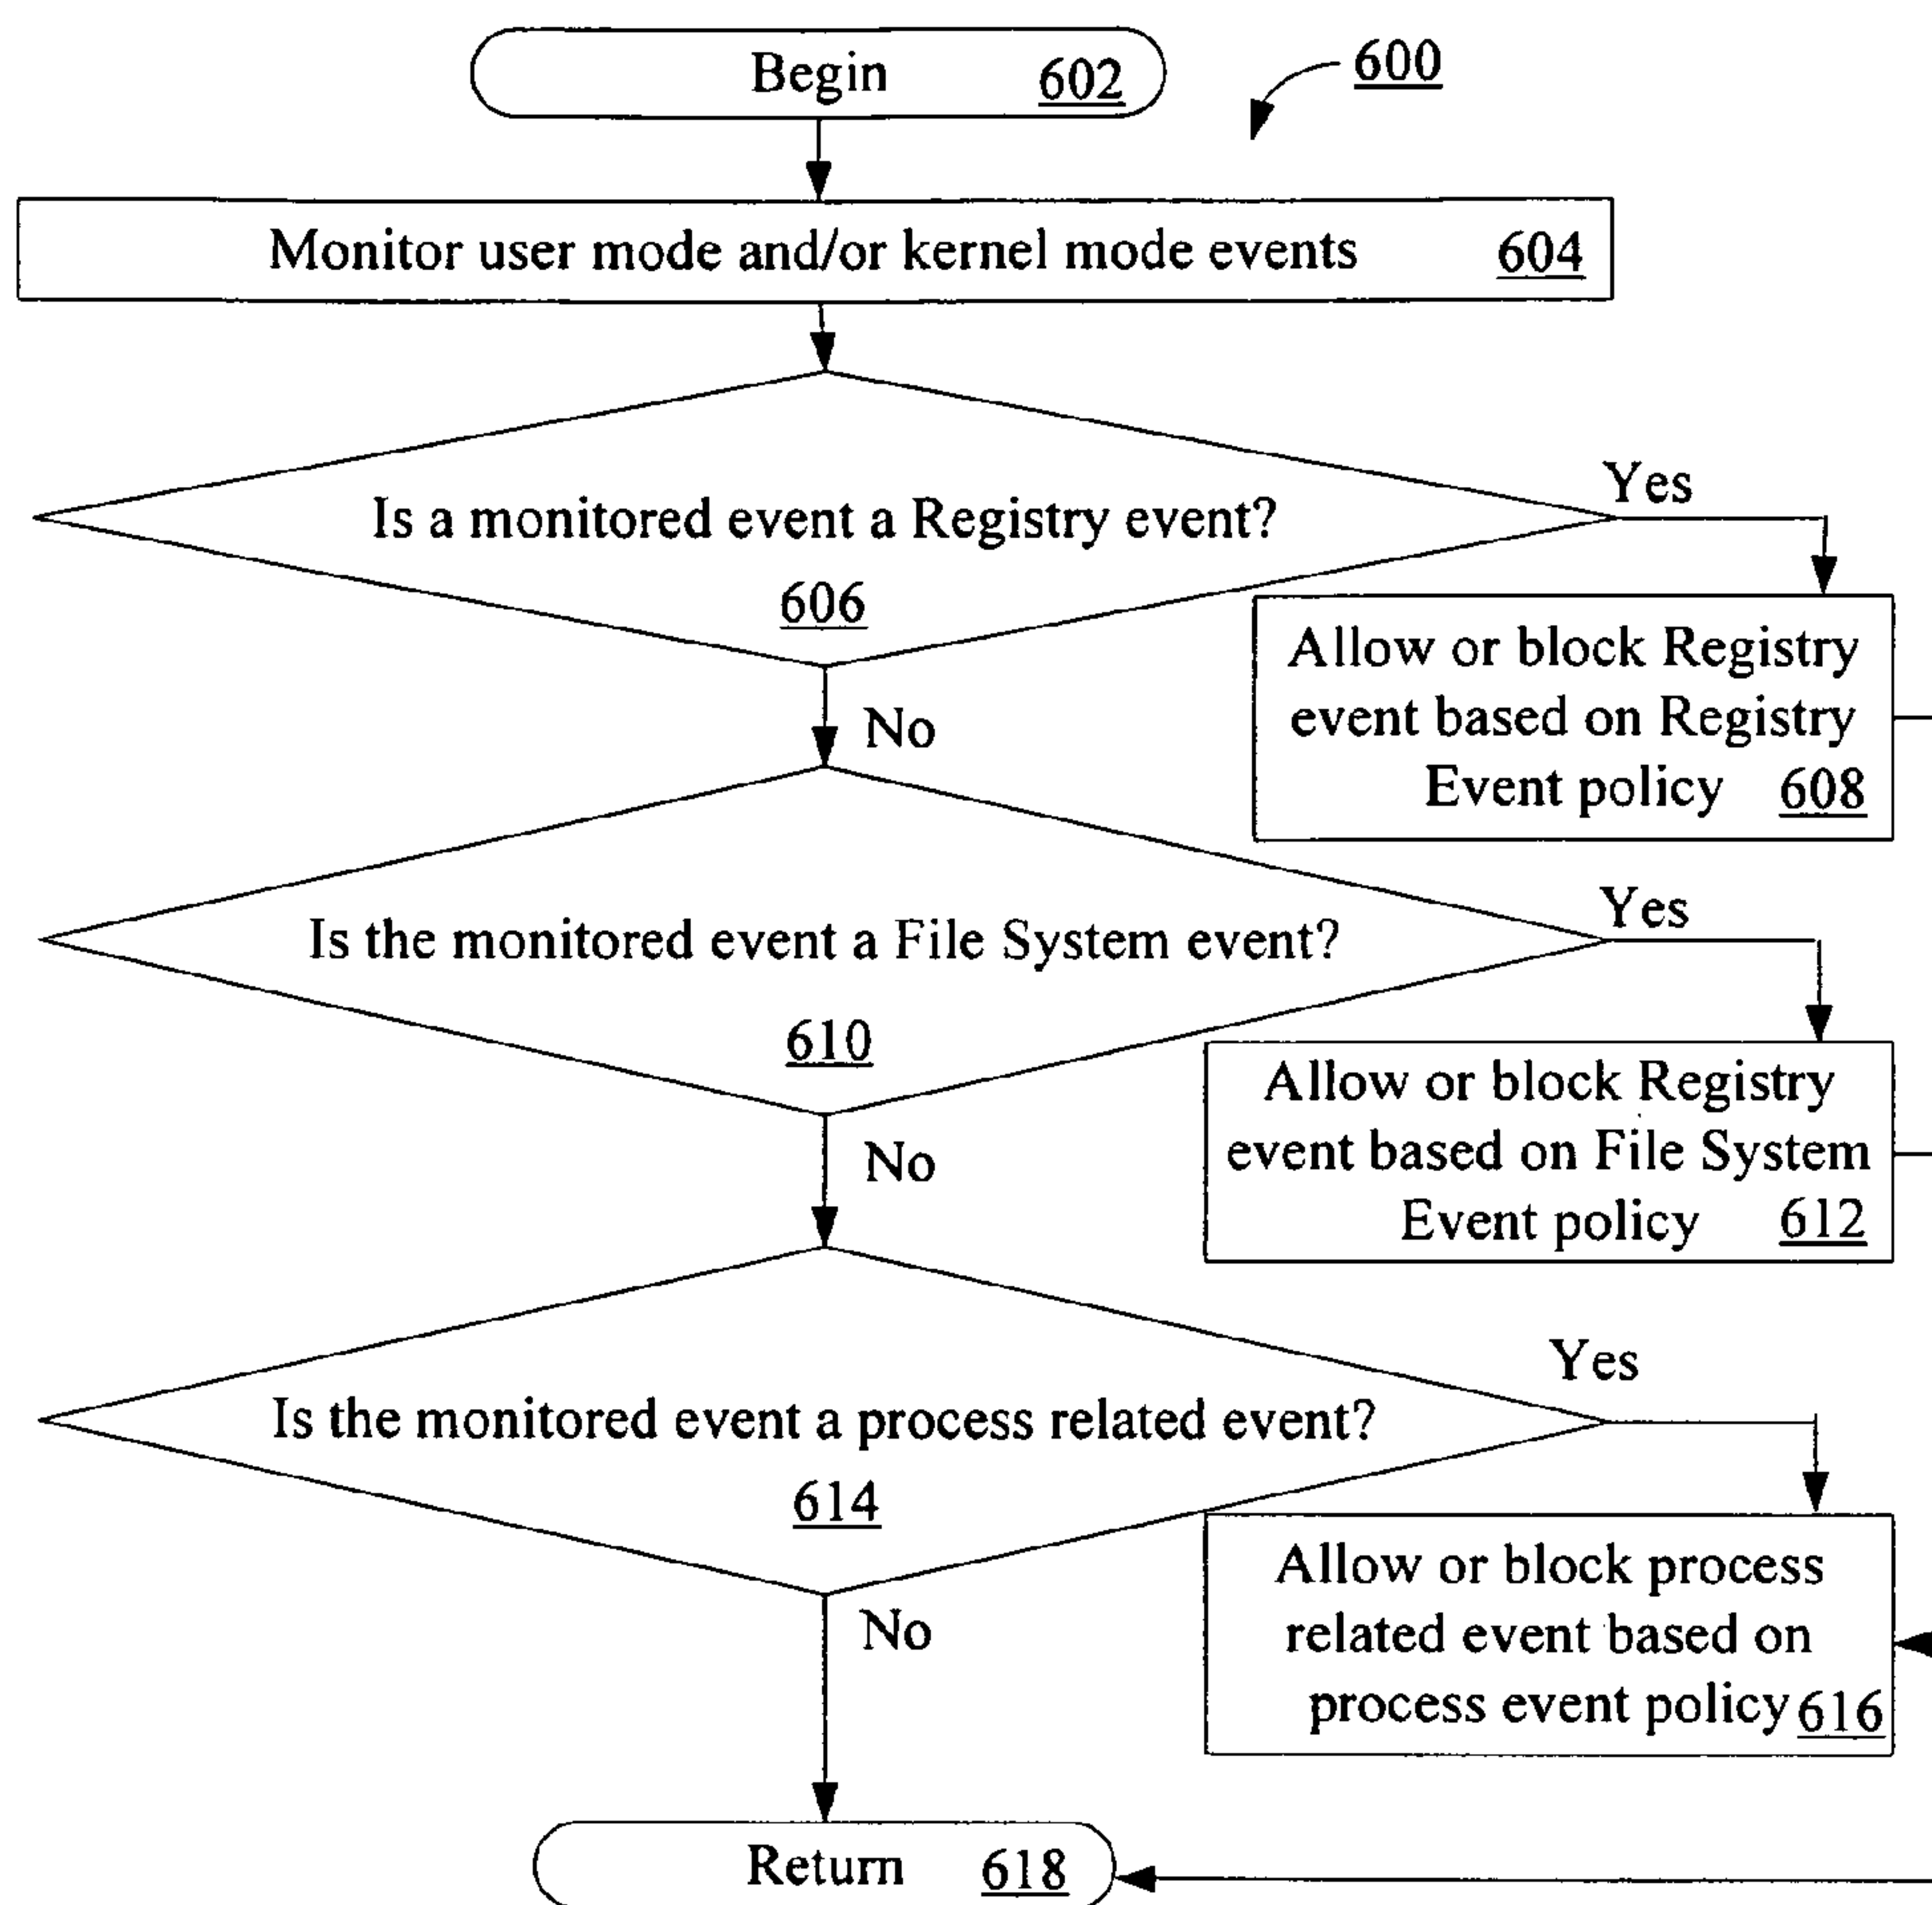 Begin 602
600
Monitor user mode and/or kernel mode events 604
Is a monitored event a Registry event?
606
Yes
No
Allow or block Registry
event based on Registry
Event policy 608
Is the monitored event a File System event?
610
Yes
No
Allow or block Registry
event based on File System
Event policy 612
Is the monitored event a process related event?
614
Yes
No
Allow or block process
related event based on
process event policy 616
Return 618